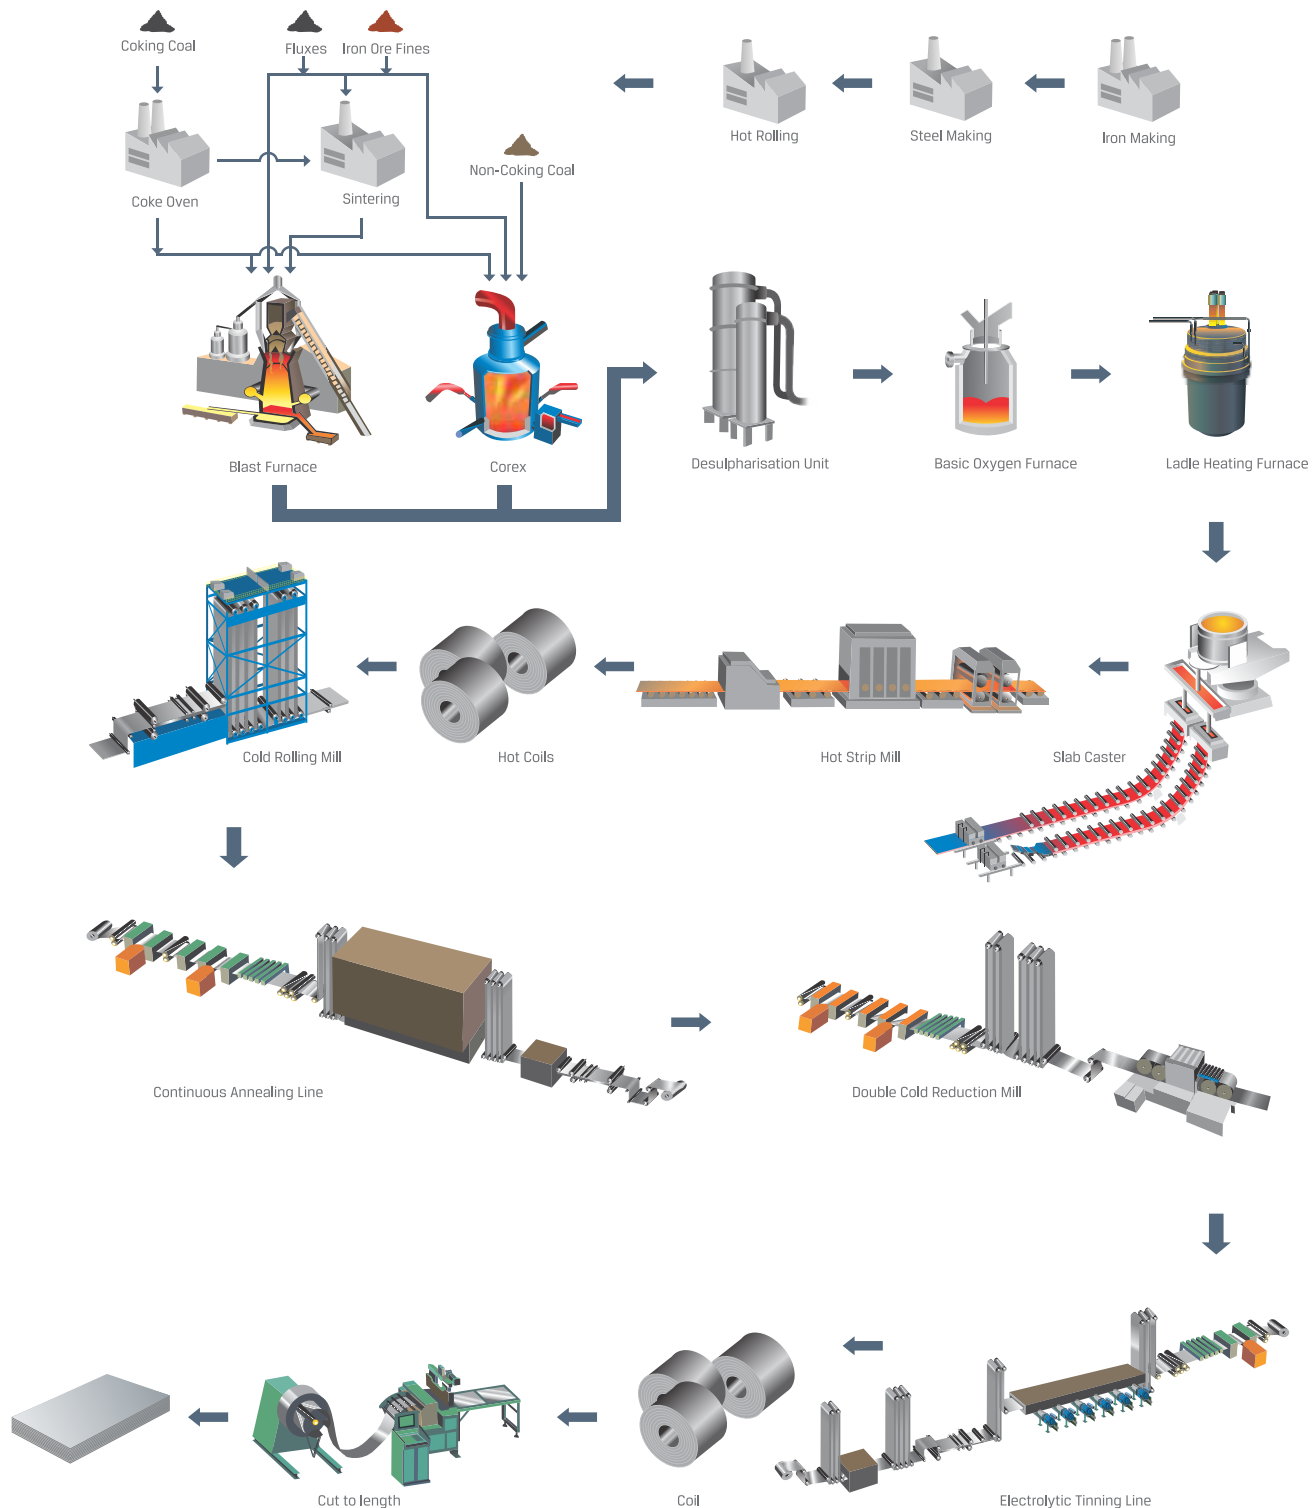 Coking Coal
Fluxes
Iron Ore Fines
Hot Rolling
Steel Making
Iron Making
Non-Coking Coal
Coke Oven
Sintering
Blast Furnace
Corex
Desulpharisation Unit
Basic Oxygen Furnace
Ladle Heating Furnace
Cold Rolling Mill
Hot Coils
Hot Strip Mill
Slab Caster
Continuous Annealing Line
Double Cold Reduction Mill
Cut to length
Coil
Electrolytic Tinning Line